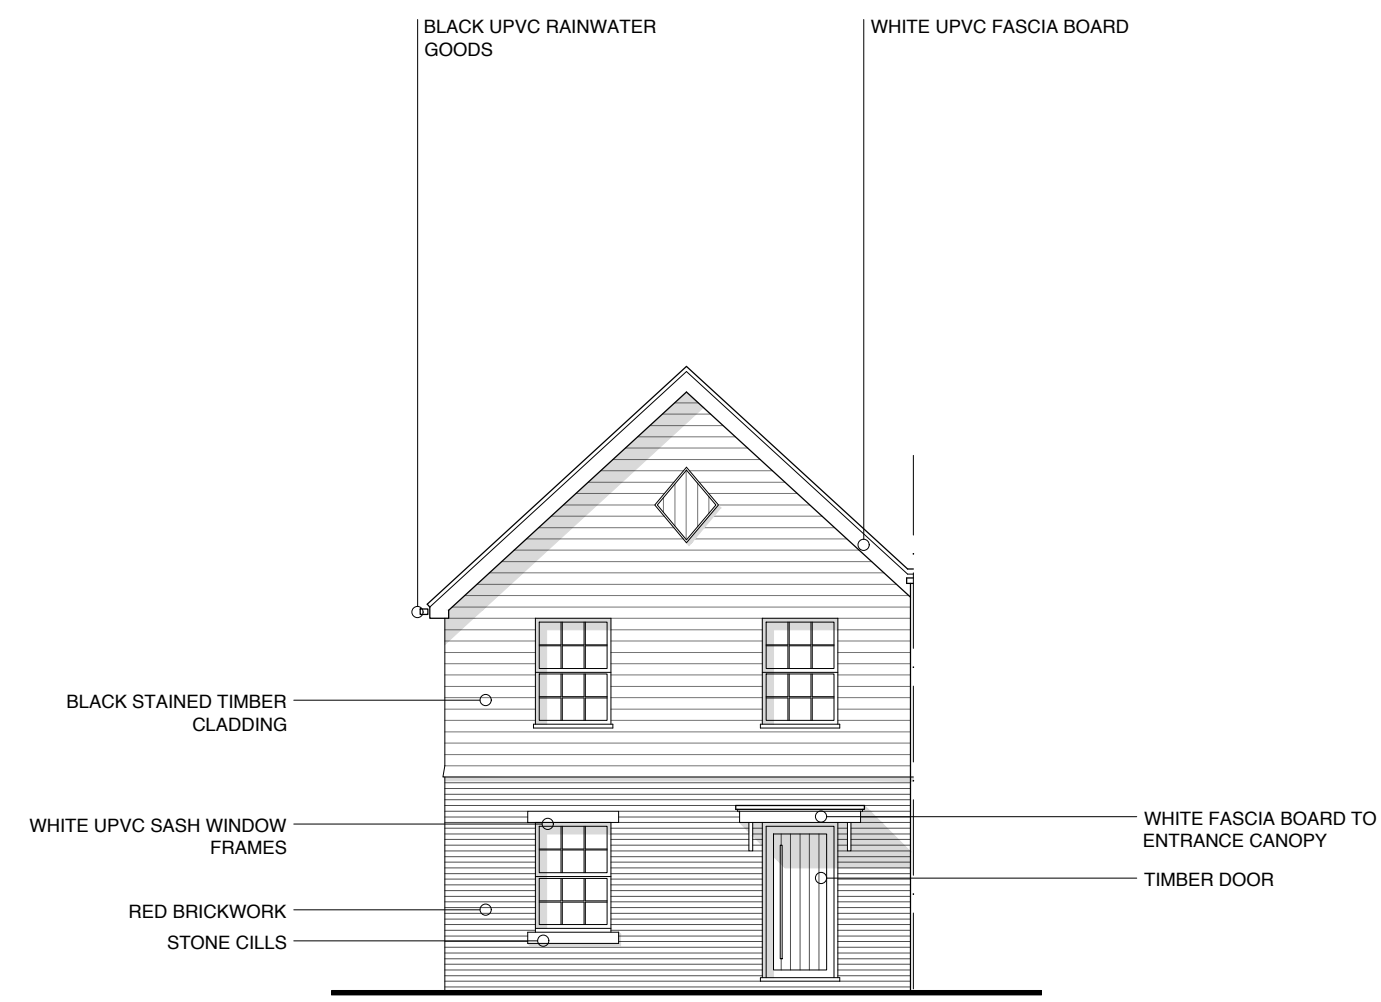 BLACK UPVC RAINWATER
GOODS
WHITE UPVC FASCIA BOARD
BLACK STAINED TIMBER
CLADDING
WHITE UPVC SASH WINDOW
FRAMES
RED BRICKWORK
STONE CILLS
WHITE FASCIA BOARD TO
ENTRANCE CANOPY
TIMBER DOOR